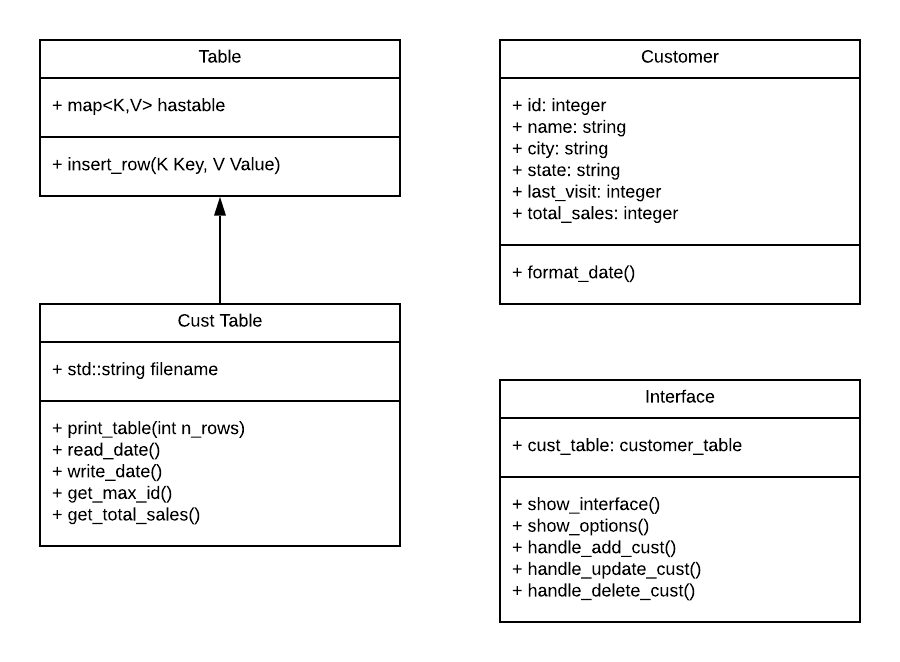 Table
+ map<K,V> hastable
+ insert_row(K Key, V Value)
Cust Table
+ std::string filename
+ print_table(int n_rows)
+ read_date()
+ write_date()
+ get_max_id()
+ get_total_sales()
Customer
+ id: integer
+ name: string
+ city: string
+ state: string
+ last_visit: integer
+ total_sales: integer
+ format_date()
Interface
+ cust_table: customer_table
+ show_interface()
+ show_options()
+ handle_add_cust()
+ handle_update_cust()
+ handle_delete_cust()